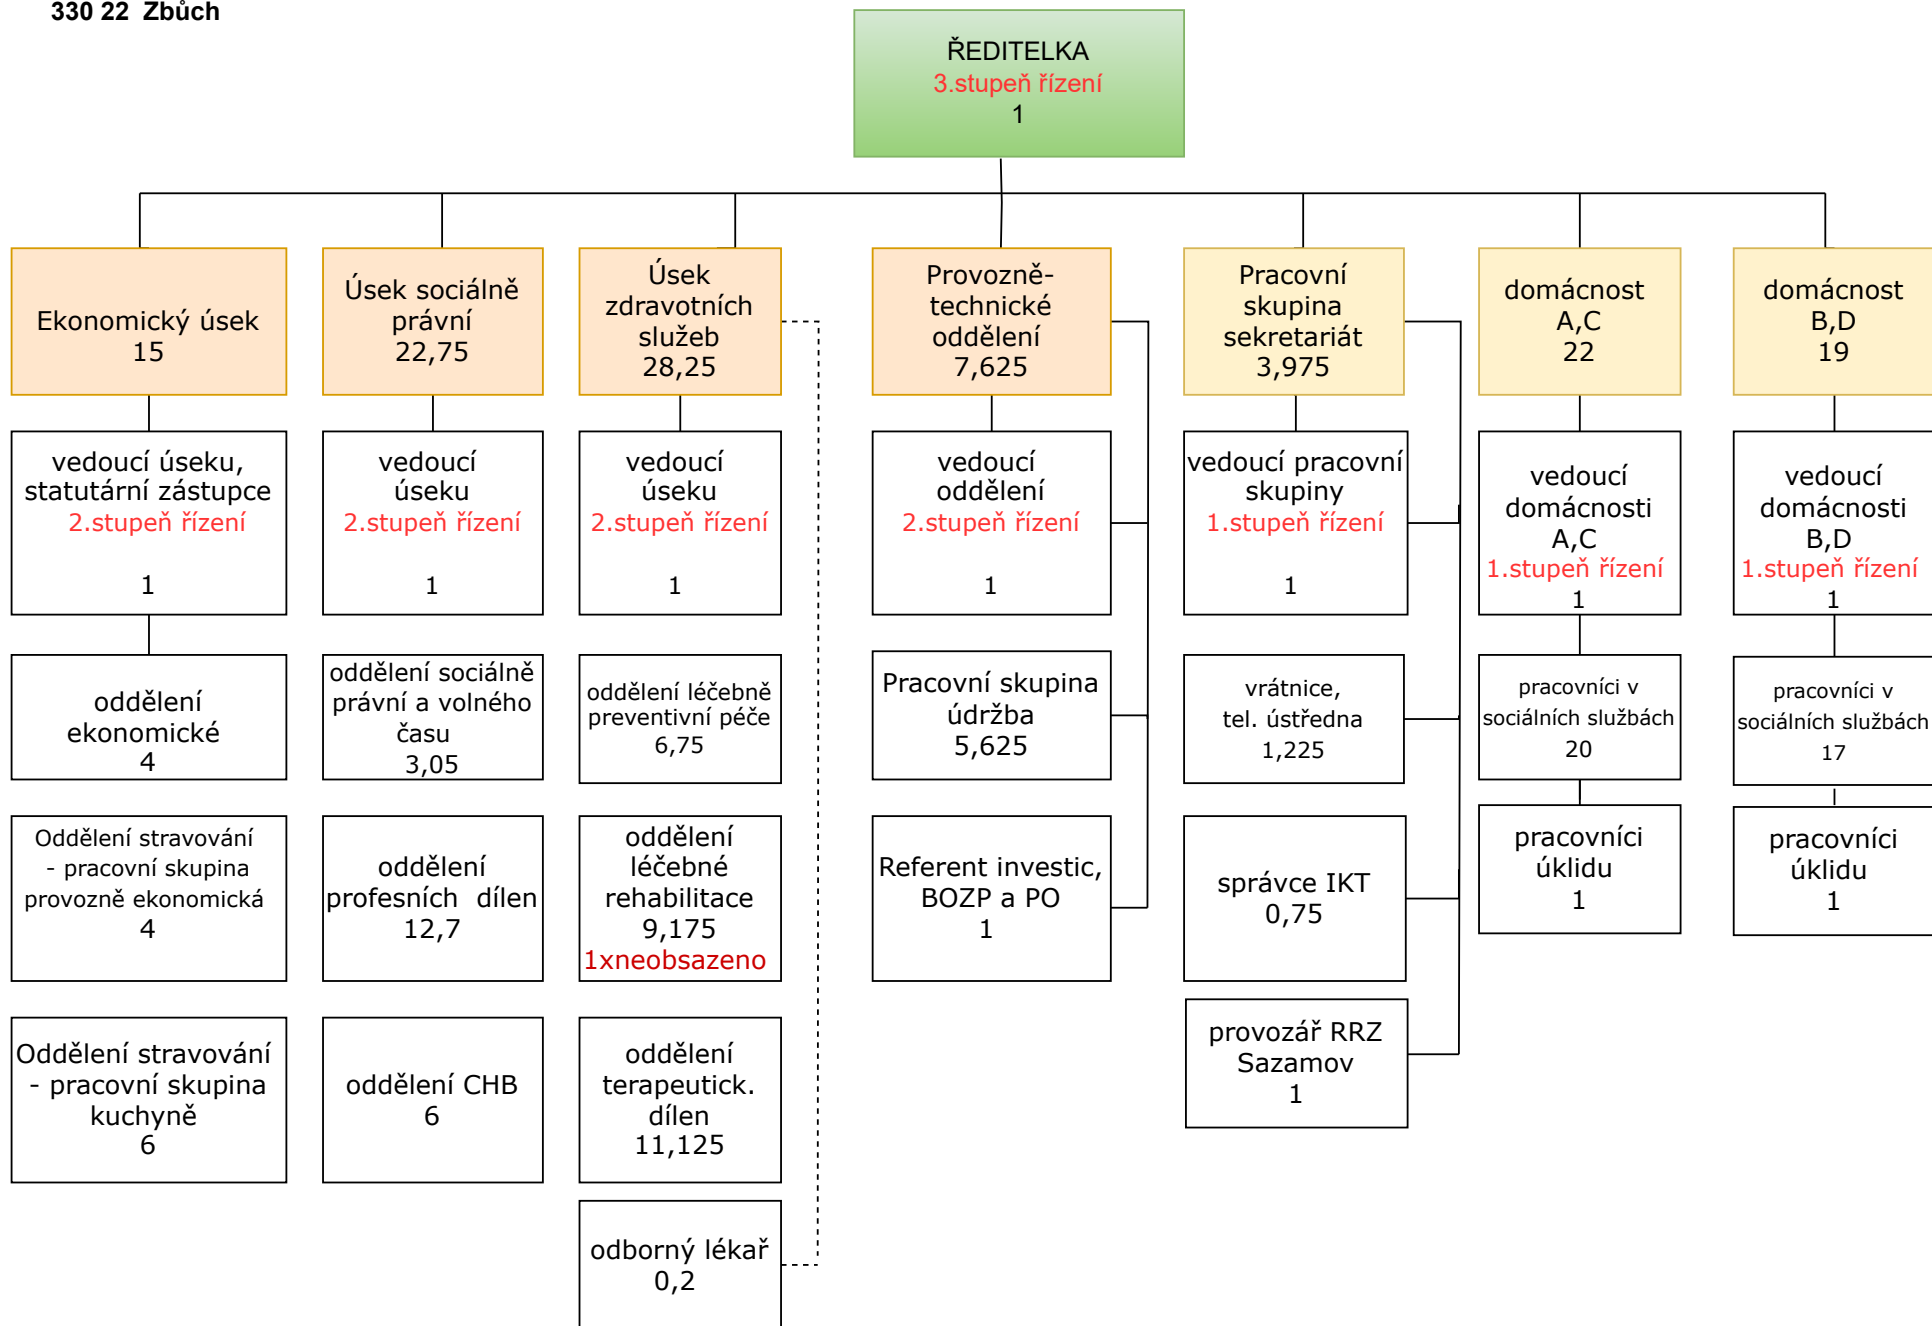 330 22 Zbůch
ŘEDITELKA
3.stupeň řízení
1
Ekonomický úsek
15
Úsek sociálně
právní
22,75
Úsek
zdravotních
služeb
28,25
Provozně-
technické
oddělení
7,625
Pracovní
skupina
sekretariát
3,975
domácnost
A,C
22
domácnost
B,D
19
vedoucí úseku,
statutární zástupce
2.stupeň řízení
1
vedoucí
úseku
2.stupeň řízení
1
vedoucí
úseku
2.stupeň řízení
1
vedoucí
oddělení
2.stupeň řízení
1
vedoucí pracovní
skupiny
1.stupeň řízení
1
vedoucí
domácnosti
A,C
1.stupeň řízení
1
vedoucí
domácnosti
B,D
1.stupeň řízení
1
oddělení
ekonomické
4
oddělení sociálně
právní a volného
času
3,05
oddělení léčebně
preventivní péče
6,75
Pracovní skupina
údržba
5,625
vrátnice,
tel. ústředna
1,225
pracovníci v
sociálních službách
20
pracovníci v
sociálních službách
17
Oddělení stravování
- pracovní skupina
provozně ekonomická
4
oddělení
profesních dílen
12,7
oddělení
léčebné
rehabilitace
9,175
1xneobsazeno
Referent investic,
BOZP a PO
1
správce IKT
0,75
pracovníci
úklidu
1
pracovníci
úklidu
1
Oddělení stravování
- pracovní skupina
kuchyně
6
oddělení CHB
6
oddělení
terapeutick.
dílen
11,125
provozář RRZ
Sazamov
1
odborný lékař
0,2